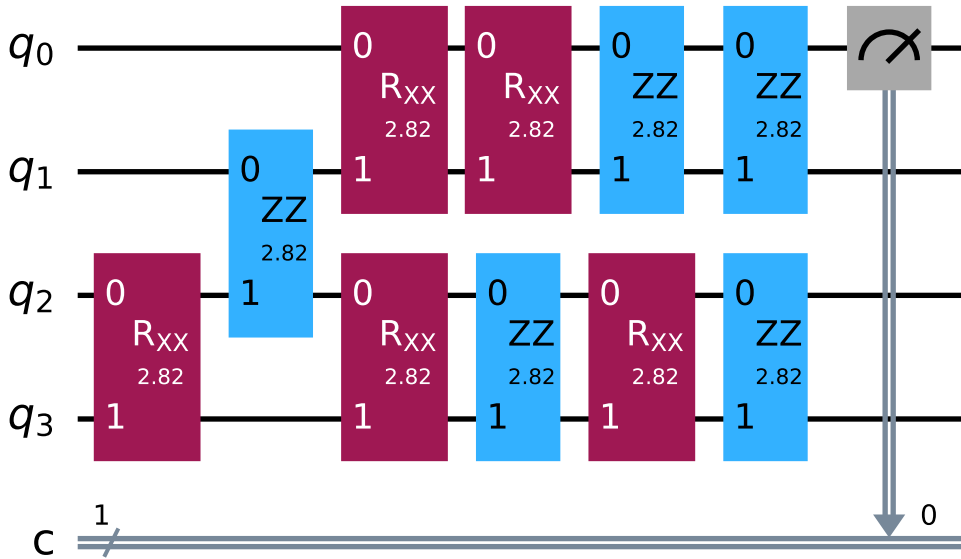 q0 0 0 0 0
RXX RXX ZZ ZZ
2.82 2.82 2.82 2.82
q1 0 1 1 1 1
ZZ
2.82
q2 0 1 0 0 0 0
RXX RXX ZZ RXX ZZ
2.82 2.82 2.82 2.82 2.82
q3 1 1 1 1 1
1 0
c